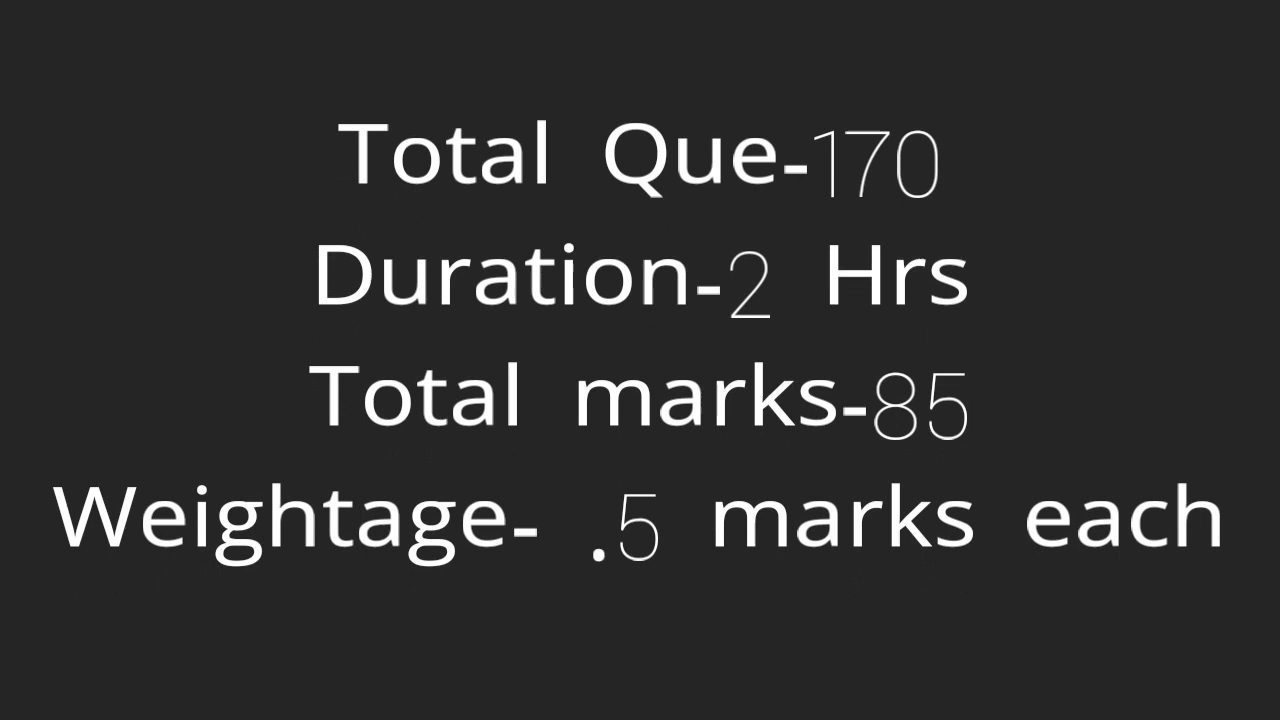 Total Que-170
Duration-2 Hrs
Total marks-85
Weightage- .5 marks each